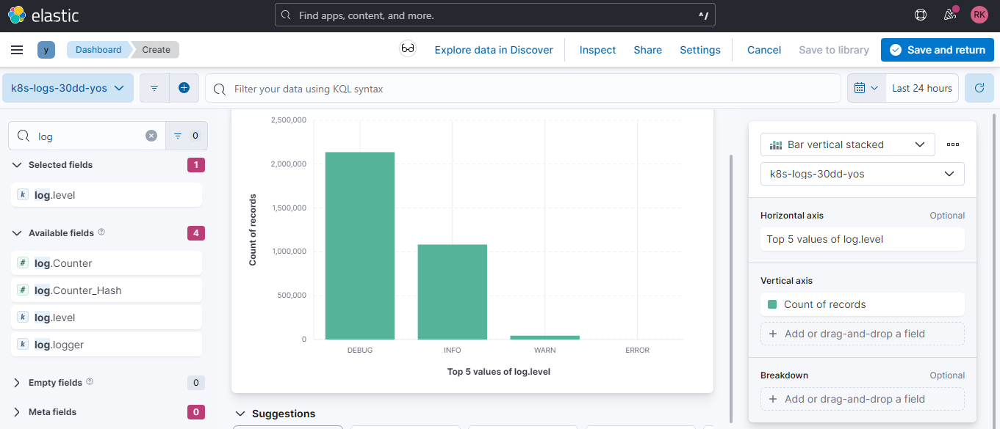 elastic
Find apps, content, and more.
^/
RK
y
Dashboard
Create
Explore data in Discover
Inspect
Share
Settings
Cancel
Save to library
Save and return
k8s-logs-30dd-yos
Filter your data using KQL syntax
Last 24 hours
log
0
Selected fields
1
k log.level
Available fields
4
# log.Counter
# log.Counter_Hash
k log.level
k log.logger
Empty fields
0
Meta fields
0
2,500,000
2,000,000
1,500,000
1,000,000
500,000
0
Count of records
DEBUG
INFO
WARN
ERROR
Top 5 values of log.level
Suggestions
Bar vertical stacked
k8s-logs-30dd-yos
Horizontal axis
Optional
Top 5 values of log.level
Vertical axis
Count of records
Add or drag-and-drop a field
Breakdown
Optional
Add or drag-and-drop a field